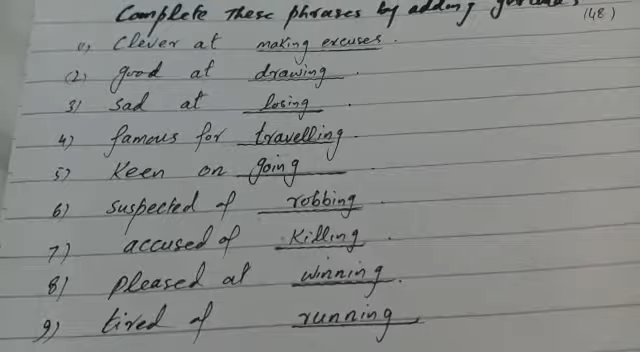 Complete these phrases by adding
(48)
1) Clever at making excuses.
(2) good at drawing.
3) sad at losing.
4) famous for travelling.
5) Keen on going
6) suspected of robbing.
7) accused of Killing.
8) pleased at winning.
9) tired of running